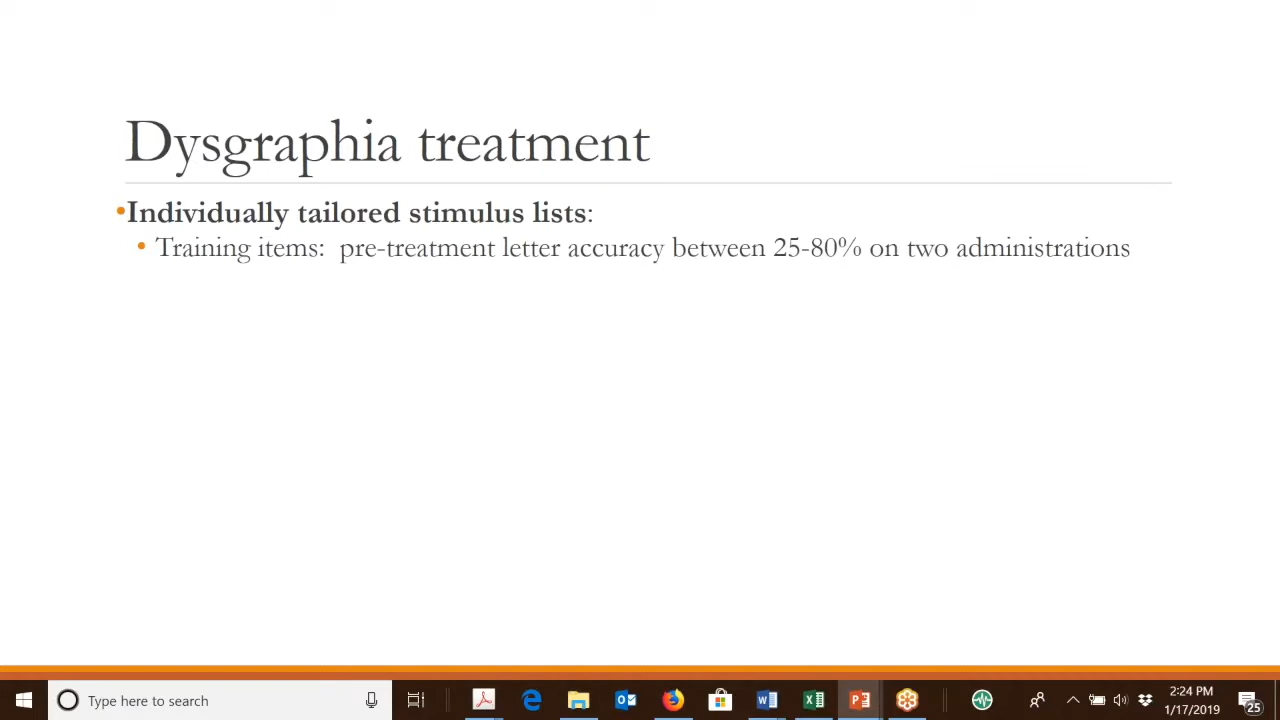 Dysgraphia treatment
•Individually tailored stimulus lists:
• Training items: pre-treatment letter accuracy between 25-80% on two administrations
Type here to search
2:24 PM
1/17/2019
25